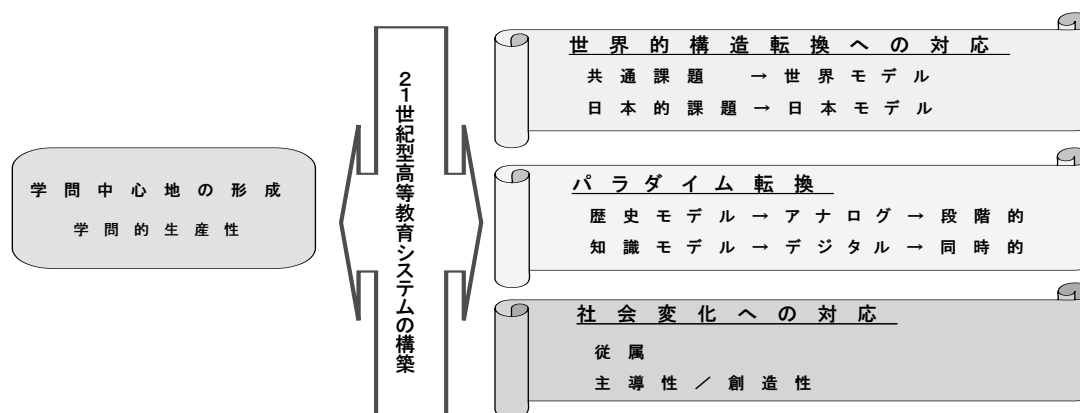 学問中心地の形成
学問的生産性
21世紀型高等教育システムの構築
世界的構造転換への対応
共通課題 → 世界モデル
日本的課題 → 日本モデル
パラダイム転換
歴史モデル → アナログ → 段階的
知識モデル → デジタル → 同時的
社会変化への対応
従属
主導性／創造性